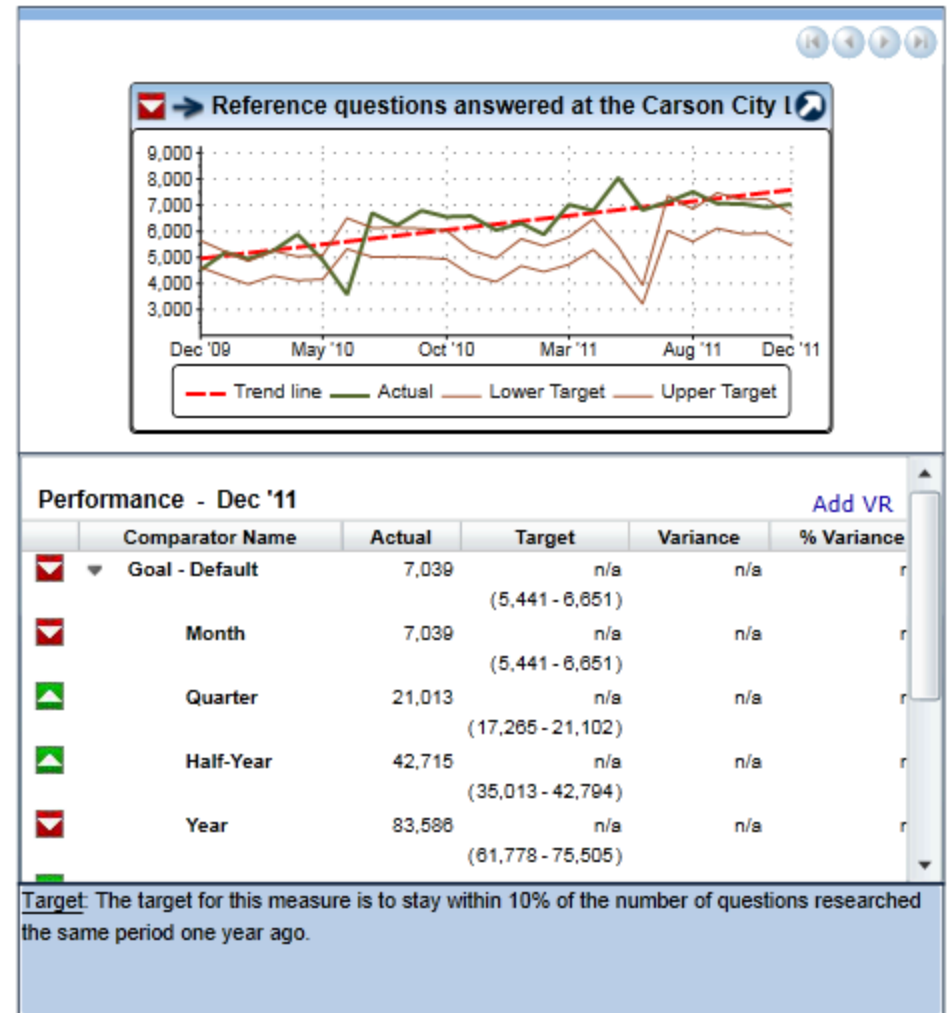 Reference questions answered at the Carson City L
9,000
8,000
7,000
6,000
5,000
4,000
3,000
Dec '09 May '10 Oct '10 Mar '11 Aug '11 Dec '11
Trend line Actual Lower Target Upper Target
Performance - Dec '11
Add VR
Comparator Name Actual Target Variance % Variance
Goal - Default 7,039 n/a n/a r
(5,441 - 6,651)
Month 7,039 n/a n/a r
(5,441 - 6,651)
Quarter 21,013 n/a n/a r
(17,265 - 21,102)
Half-Year 42,715 n/a n/a r
(35,013 - 42,794)
Year 83,586 n/a n/a r
(61,778 - 75,505)
Target: The target for this measure is to stay within 10% of the number of questions researched
the same period one year ago.